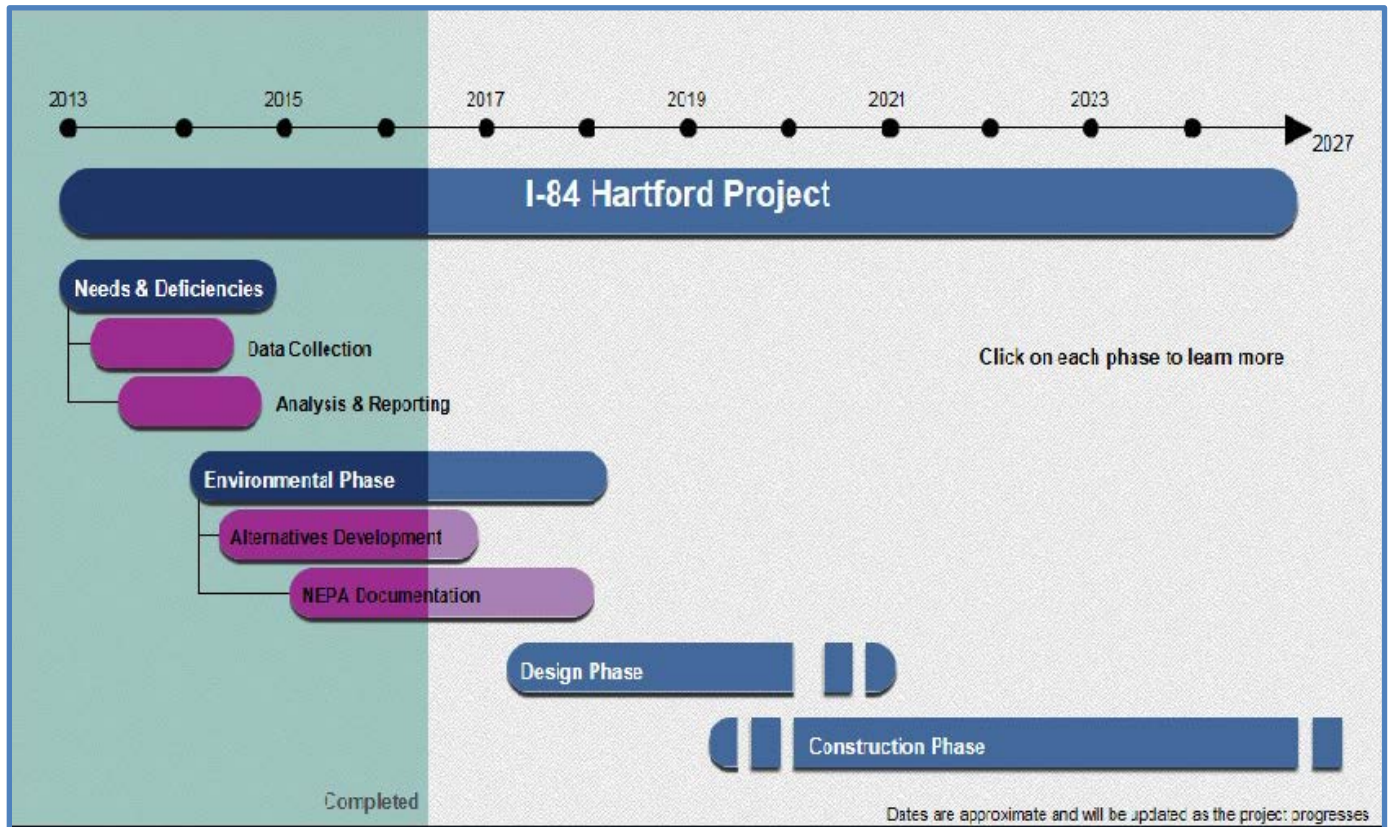 2013 2015 2017 2019 2021 2023
2027
I-84 Hartford Project
Needs & Deficiencies
Data Collection
Click on each phase to learn more
Analysis & Reporting
Environmental Phase
Alternatives Development
NEPA Documentation
Design Phase
Construction Phase
Completed
Dates are approximate and will be updated as the project progresses